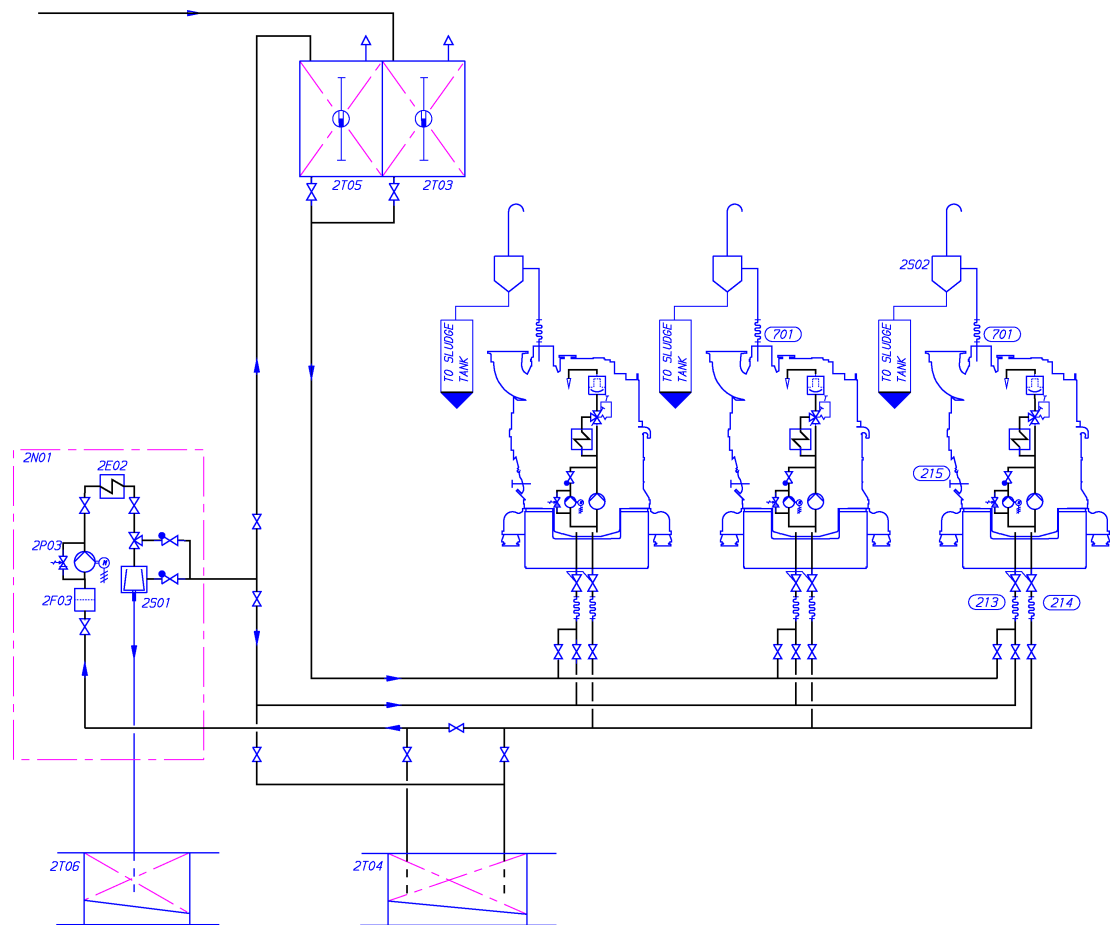 2T05
2T03
2S02
701
701
TO SLUDGE
TANK
TO SLUDGE
TANK
TO SLUDGE
TANK
2N01
2E02
215
2P03
M
2F03
2S01
213
214
2T06
2T04